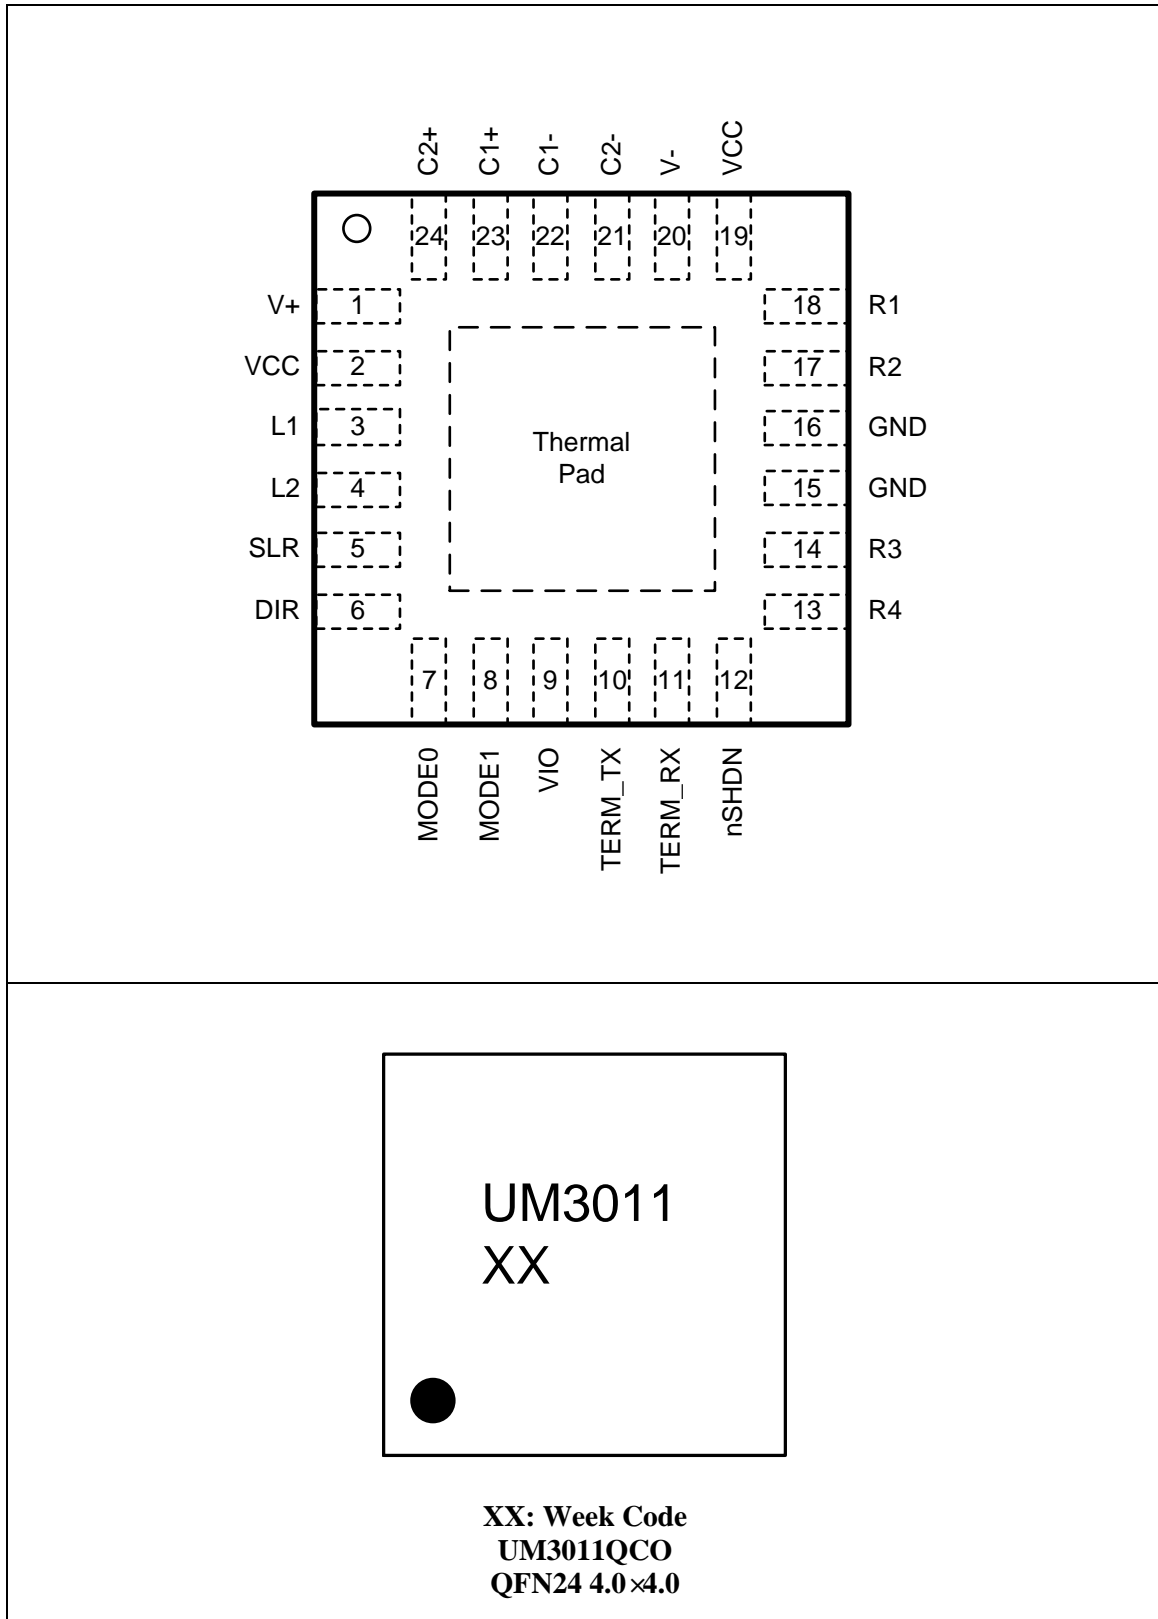 C2+ C1+ C1- C2- V- VCC
24 23 22 21 20 19
V+ 1 18 R1
VCC 2 17 R2
L1 3 16 GND
Thermal
Pad
L2 4 15 GND
SLR 5 14 R3
DIR 6 13 R4
7 8 9 10 11 12
MODE0 MODE1 VIO TERM_TX TERM_RX nSHDN
UM3011
XX
XX: Week Code
UM3011QCO
QFN24 4.0×4.0